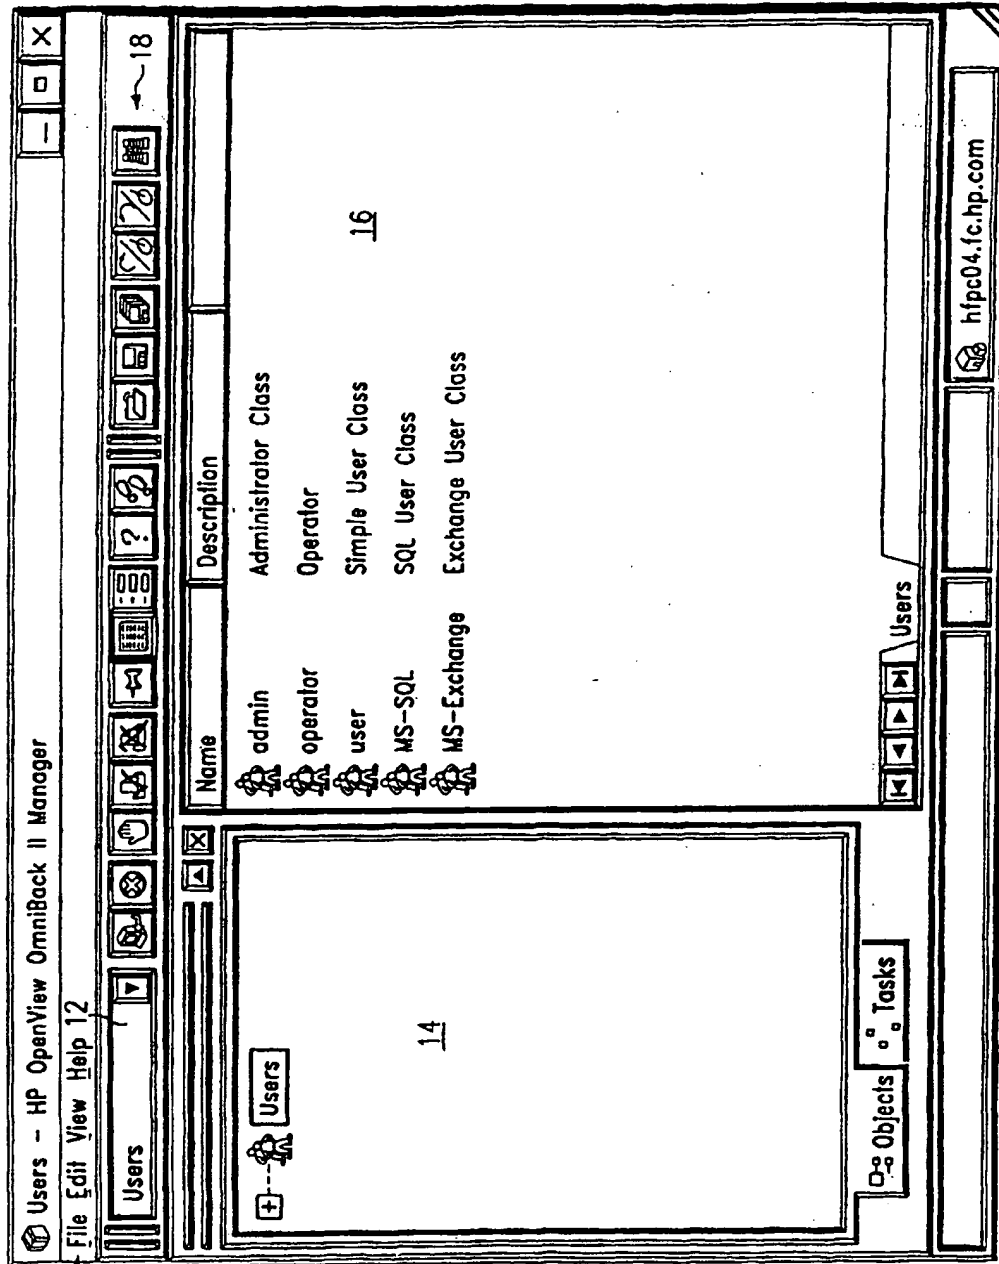 Users - HP OpenView OmniBack II Manager
File Edit View Help 12
Users
?
18
Users
14
Objects
Tasks
Name Description
admin Administrator Class
operator Operator
user Simple User Class
MS-SQL SQL User Class
MS-Exchange Exchange User Class
16
Users
hfpc04.fc.hp.com